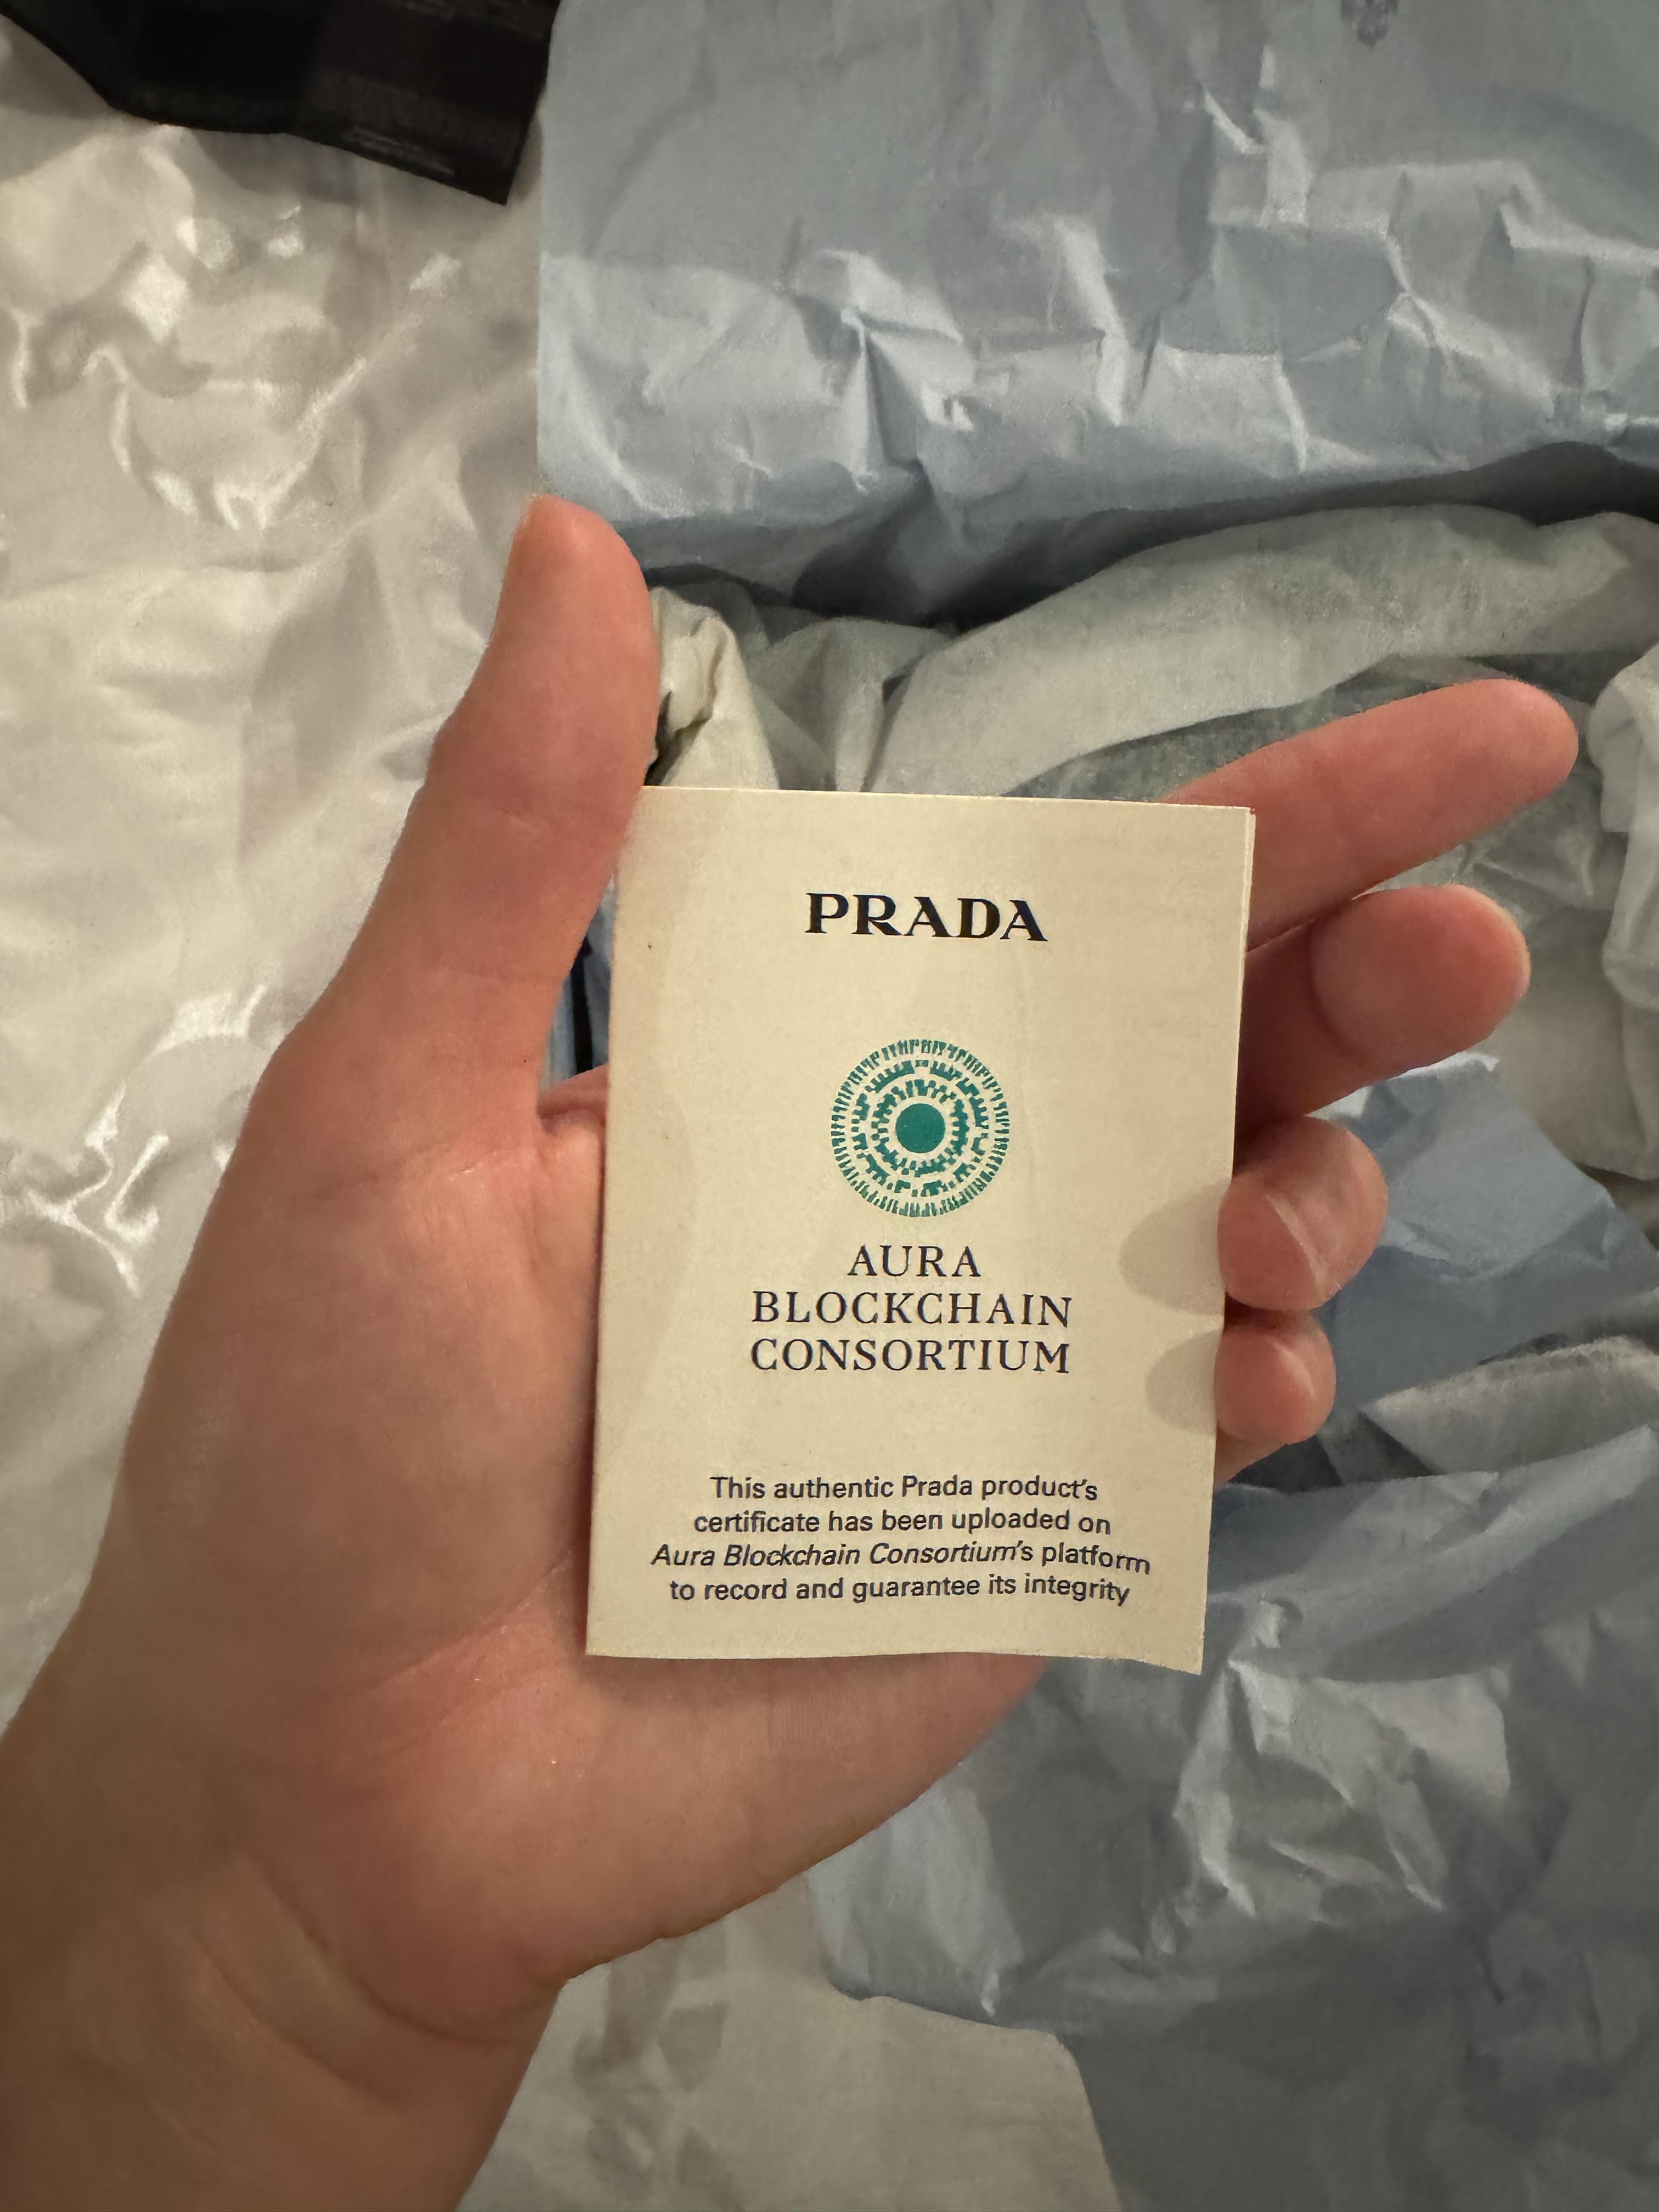 PRADA
AURA
BLOCKCHAIN
CONSORTIUM
This authentic Prada product's
certificate has been uploaded on
Aura Blockchain Consortium's platform
to record and guarantee its integrity